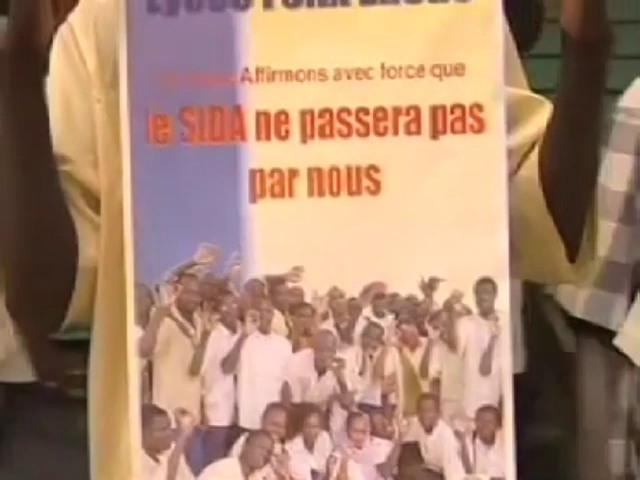 Affirmons avec force que
le SIDA ne passera pas
par nous